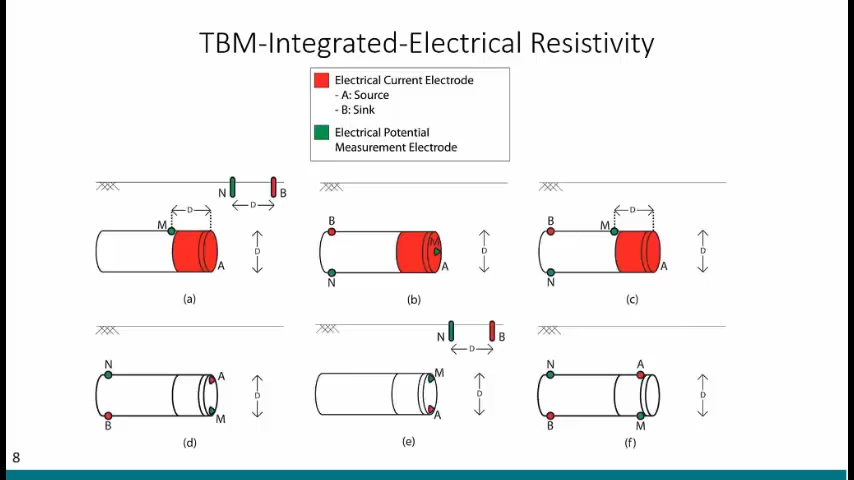 TBM-Integrated-Electrical Resistivity
Electrical Current Electrode
- A: Source
- B: Sink
Electrical Potential
Measurement Electrode
N B
D
D
M
D
A
(a)
B
M
D
A
N
(b)
D
B M
D
A
N
(c)
N A
D
B M
(d)
N B
D
M
D
A
(e)
N A
D
B M
(f)
8